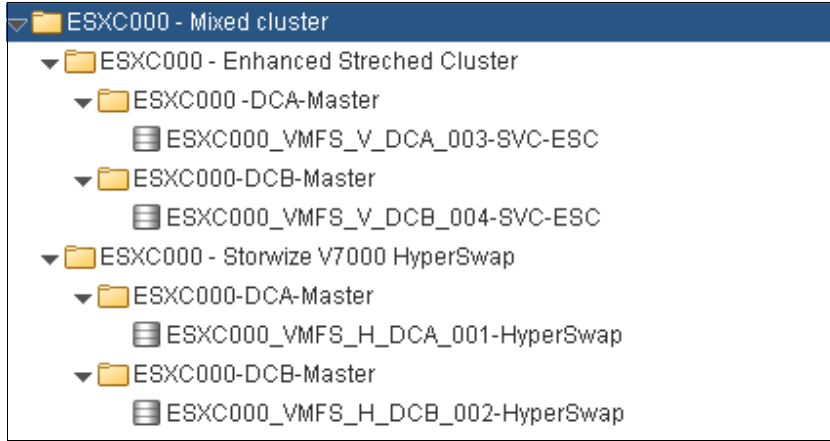 ESXC000 - Mixed cluster
ESXC000 - Enhanced Streched Cluster
ESXC000 -DCA-Master
ESXC000_VMFS_V_DCA_003-SVC-ESC
ESXC000-DCB-Master
ESXC000_VMFS_V_DCB_004-SVC-ESC
ESXC000 - Storwize V7000 HyperSwap
ESXC000-DCA-Master
ESXC000_VMFS_H_DCA_001-HyperSwap
ESXC000-DCB-Master
ESXC000_VMFS_H_DCB_002-HyperSwap